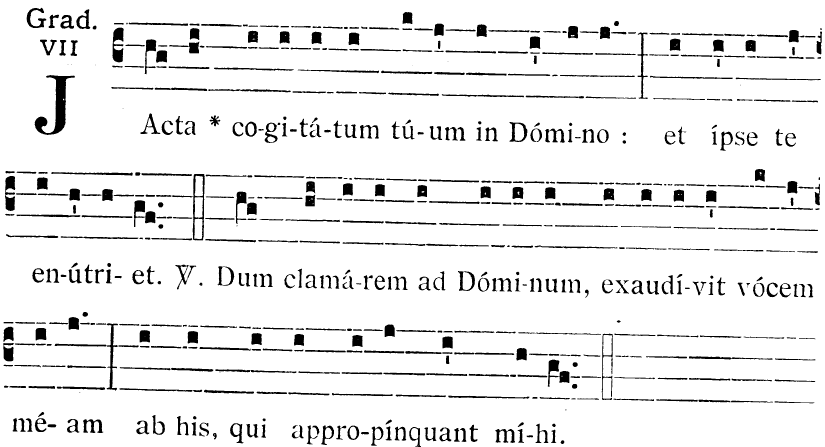 Grad.
VII
JActa * co-gi-tá-tum tú-um in Dómi-no : et ípse te
en-útri- et. ℣. Dum clamá-rem ad Dómi-num, exaudí-vit vócem
mé- am ab his, qui appro-pínquant mí-hi.